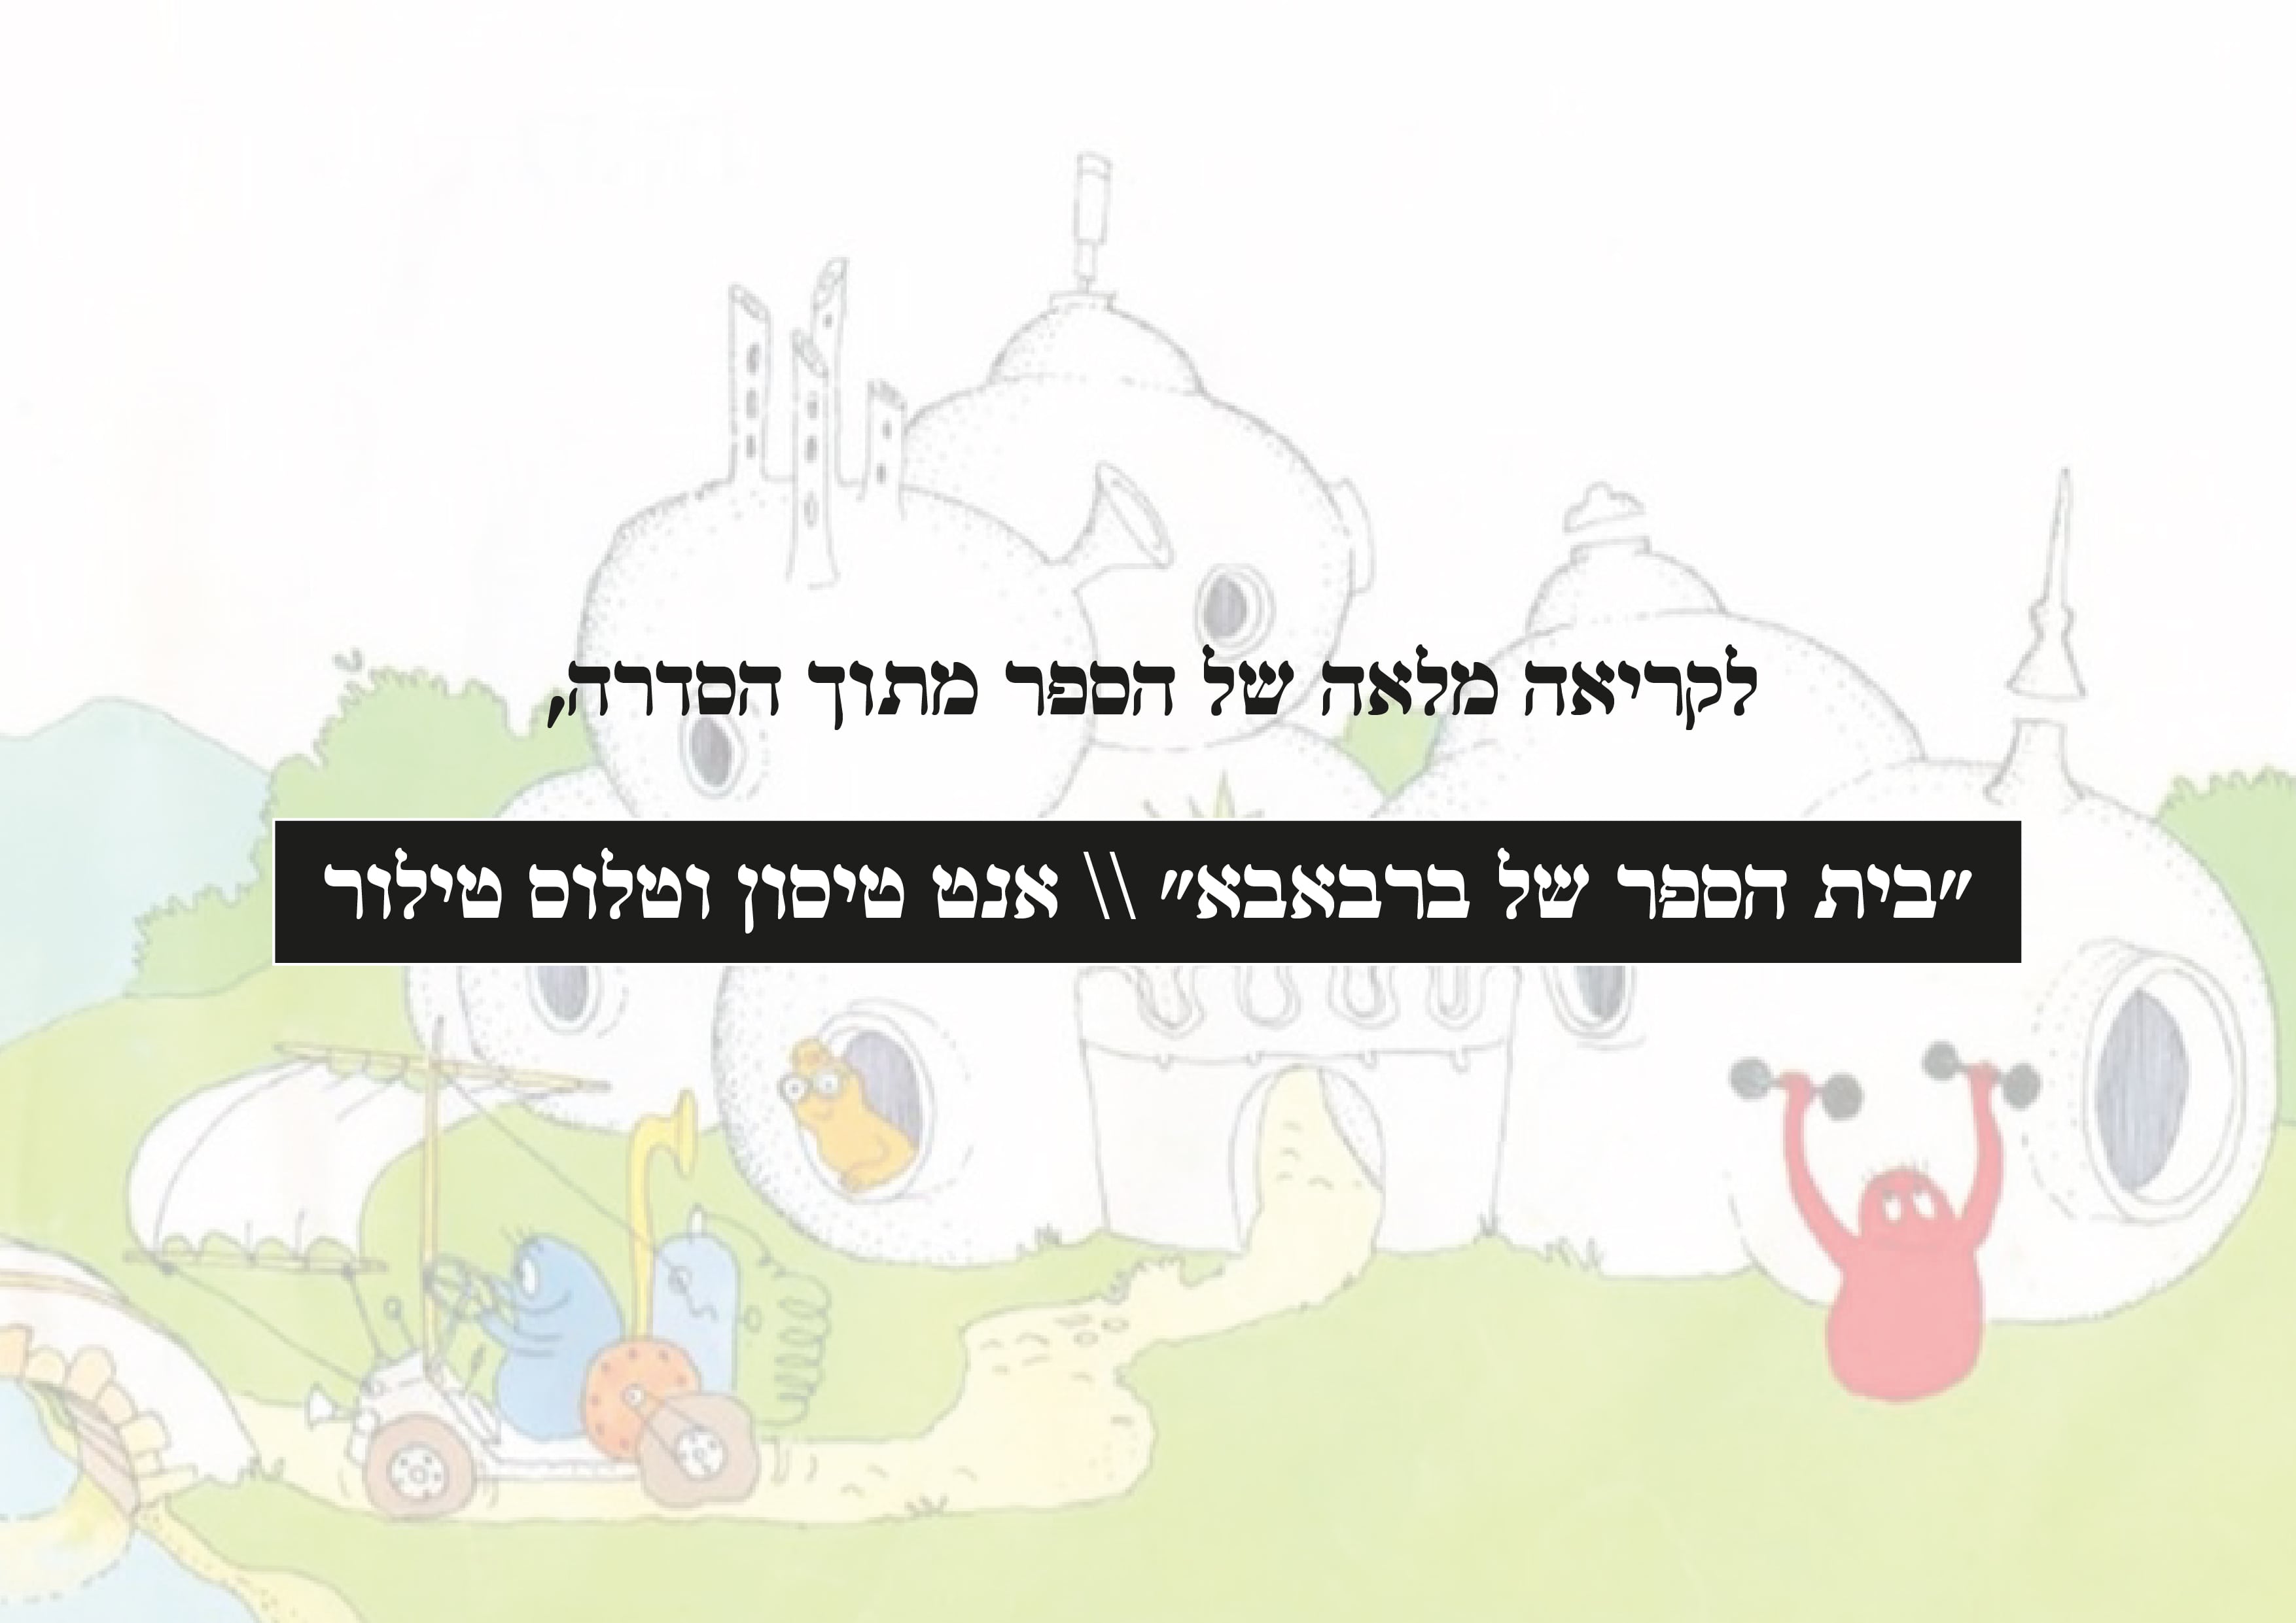 לקריאה מלאה של הספר מתוך הסדרה,
"בית הספר של ברבאבא" \\ אנט טיסון וטלוס טילור